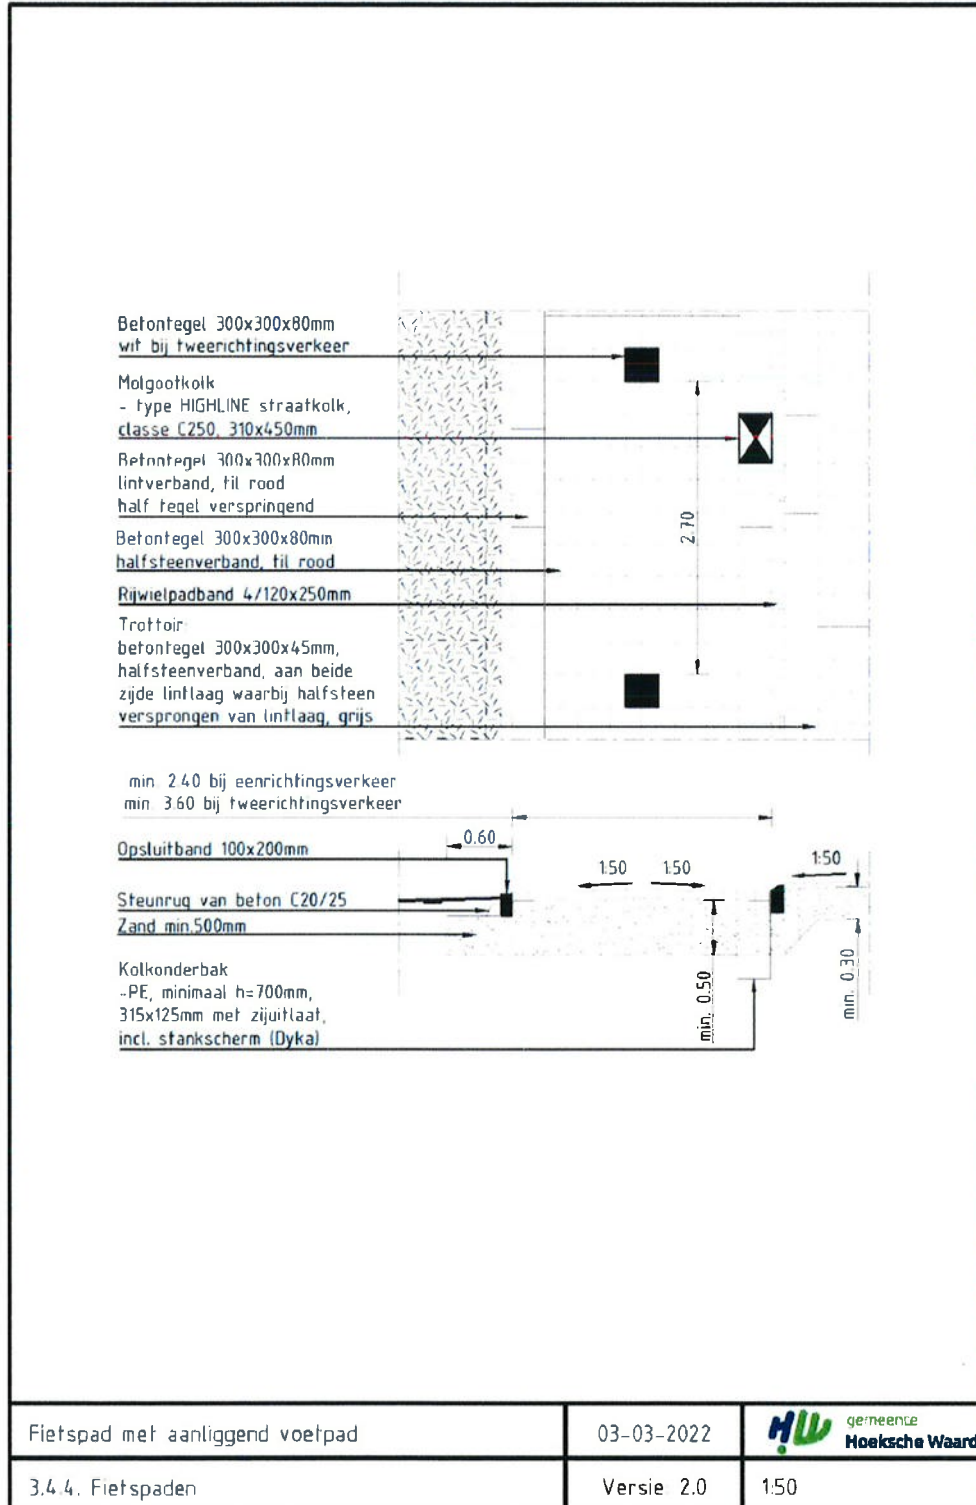 Betontegel 300x300x80mm
wit bij tweerichtingsverkeer
Molgootkolk
- type HIGHLINE straatkolk,
classe C250, 310x450mm
Betontegel 300x300x80mm
lintverband, til rood
half tegel verspringend
Betontegel 300x300x80mm
halfsteenverband, til rood
Rijwielpadband 4/120x250mm
Trottoir:
betontegel 300x300x45mm,
halfsteenverband, aan beide
zijde lintlaag waarbij halfsteen
versprongen van lintlaag, grijs
2.70
min. 2.40 bij eenrichtingsverkeer
min. 3.60 bij tweerichtingsverkeer
0.60
Opsluitband 100x200mm
1:50 1:50 1:50
Steunrug van beton C20/25
Zand min.500mm
Kolkonderbak
-PE, minimaal h=700mm,
315x125mm met zijuitlaat,
incl. stankscherm (Dyka)
min. 0.50
min. 0.30
Fietspad met aanliggend voetpad
03-03-2022
gemeente
Hoeksche Waard
3.4.4. Fietspaden
Versie 2.0
1:50